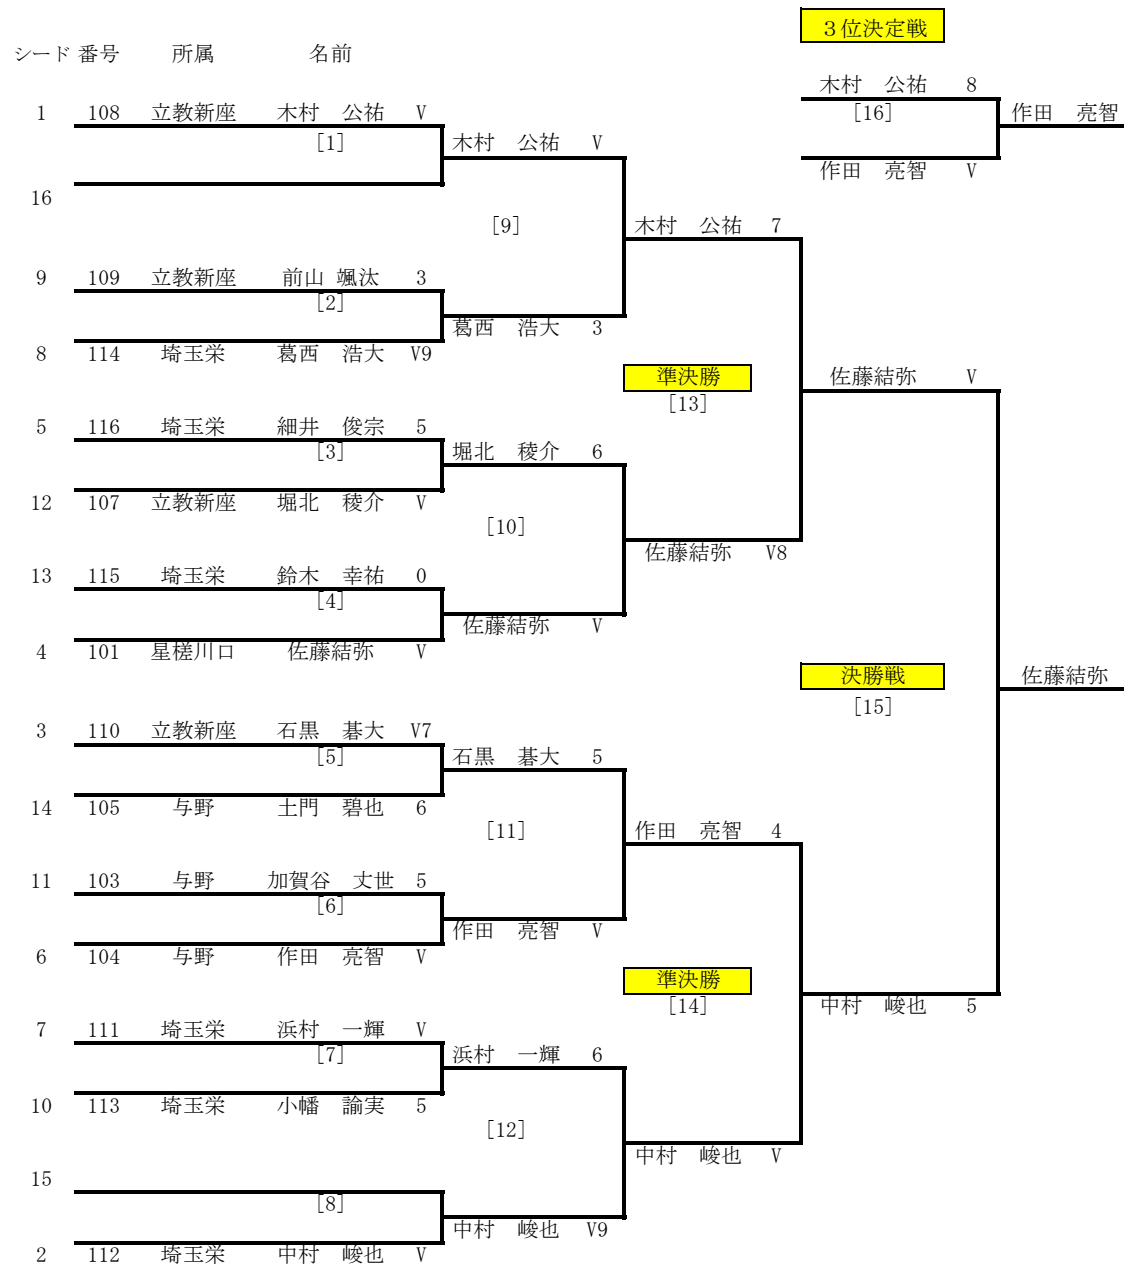 ３位決定戦
シード 番号 所属 名前
木村 公祐 8
1 108 立教新座 木村 公祐 V
[16] 作田 亮智
[1] 木村 公祐 V
作田 亮智 V
16
[9] 木村 公祐 7
9 109 立教新座 前山 颯汰 3
[2]
葛西 浩大 3
8 114 埼玉栄 葛西 浩大 V9
準決勝 佐藤結弥 V
[13]
5 116 埼玉栄 細井 俊宗 5
[3] 堀北 稜介 6
12 107 立教新座 堀北 稜介 V
[10]
佐藤結弥 V8
13 115 埼玉栄 鈴木 幸祐 0
[4]
佐藤結弥 V
4 101 星槎川口 佐藤結弥 V
決勝戦 佐藤結弥
[15]
3 110 立教新座 石黒 碁大 V7
[5] 石黒 碁大 5
14 105 与野 土門 碧也 6
[11] 作田 亮智 4
11 103 与野 加賀谷 丈世 5
[6]
作田 亮智 V
6 104 与野 作田 亮智 V
準決勝
[14] 中村 峻也 5
7 111 埼玉栄 浜村 一輝 V
[7] 浜村 一輝 6
10 113 埼玉栄 小幡 諭実 5
[12]
中村 峻也 V
15
[8]
中村 峻也 V9
2 112 埼玉栄 中村 峻也 V